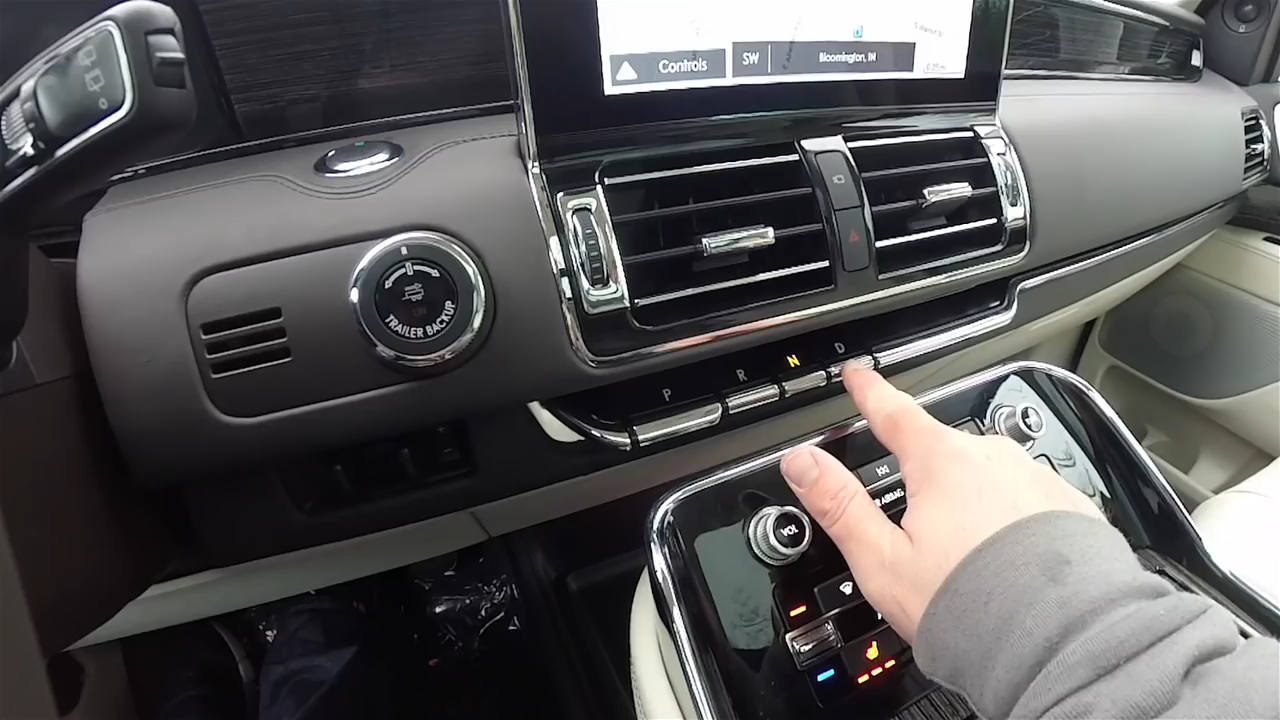 Controls
SW
Bloomington, IN
TRAILER BACKUP
P
R
N
D
VOL